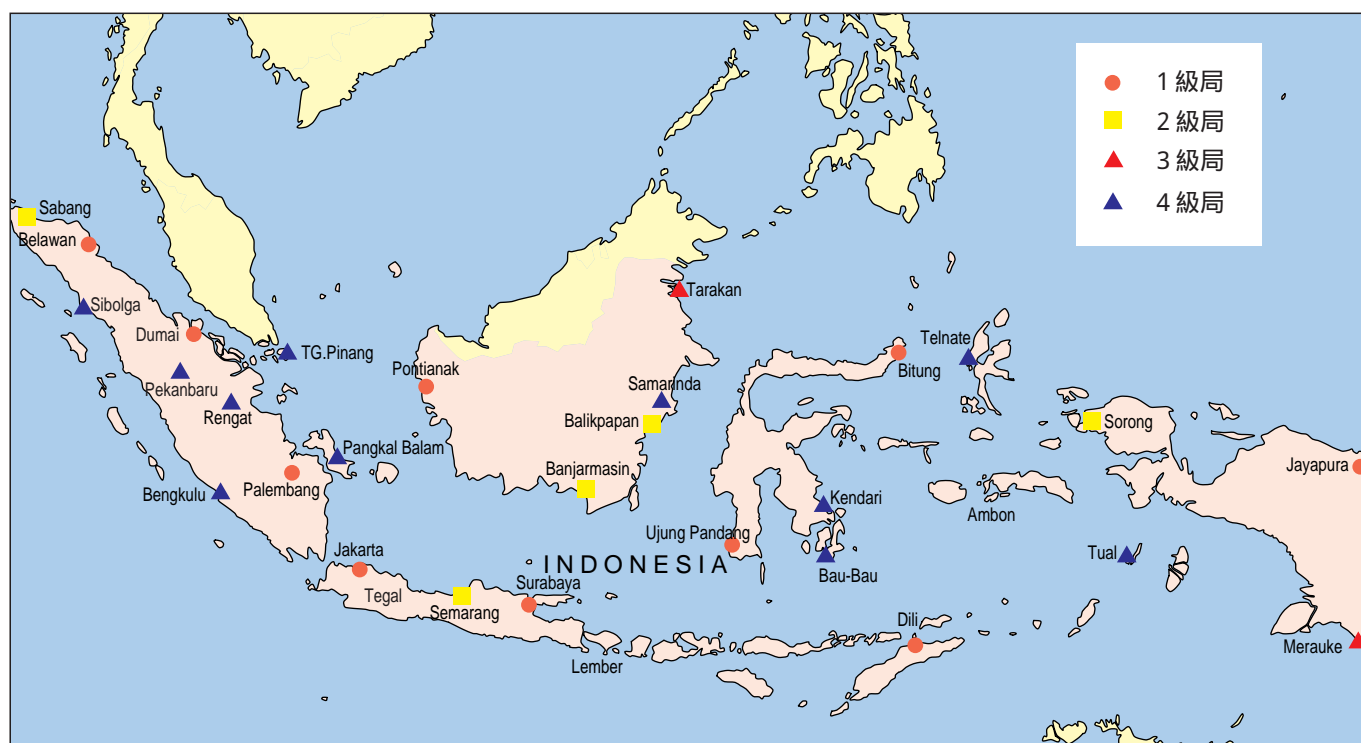 1 級局
2 級局
3 級局
4 級局
Sabang
Belawan
Sibolga
Dumai
TG.Pinang
Pekanbaru
Rengat
Pangkal Balam
Palembang
Bengkulu
Pontianak
Tarakan
Samarinda
Balikpapan
Banjarmasin
Bitung
Telnate
Sorong
Jayapura
Kendari
Ambon
Ujung Pandang
INDONESIA
Bau-Bau
Tual
Jakarta
Tegal
Semarang
Surabaya
Lember
Dili
Merauke